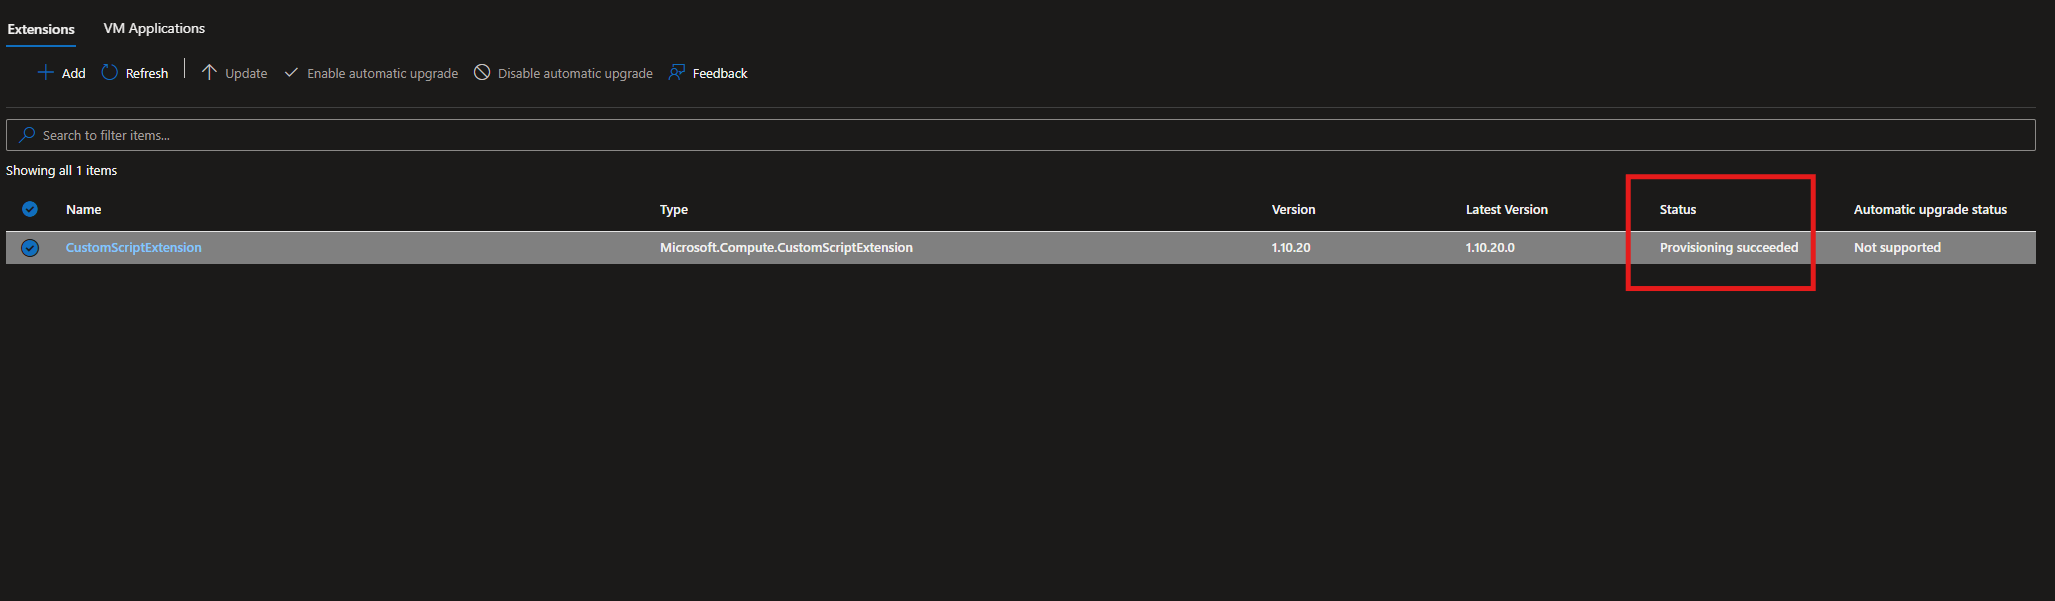 Extensions VM Applications
Add Refresh Update Enable automatic upgrade Disable automatic upgrade Feedback
Search to filter items...
Showing all 1 items
Name Type Version Latest Version Status Automatic upgrade status
CustomScriptExtension Microsoft.Compute.CustomScriptExtension 1.10.20 1.10.20.0 Provisioning succeeded Not supported